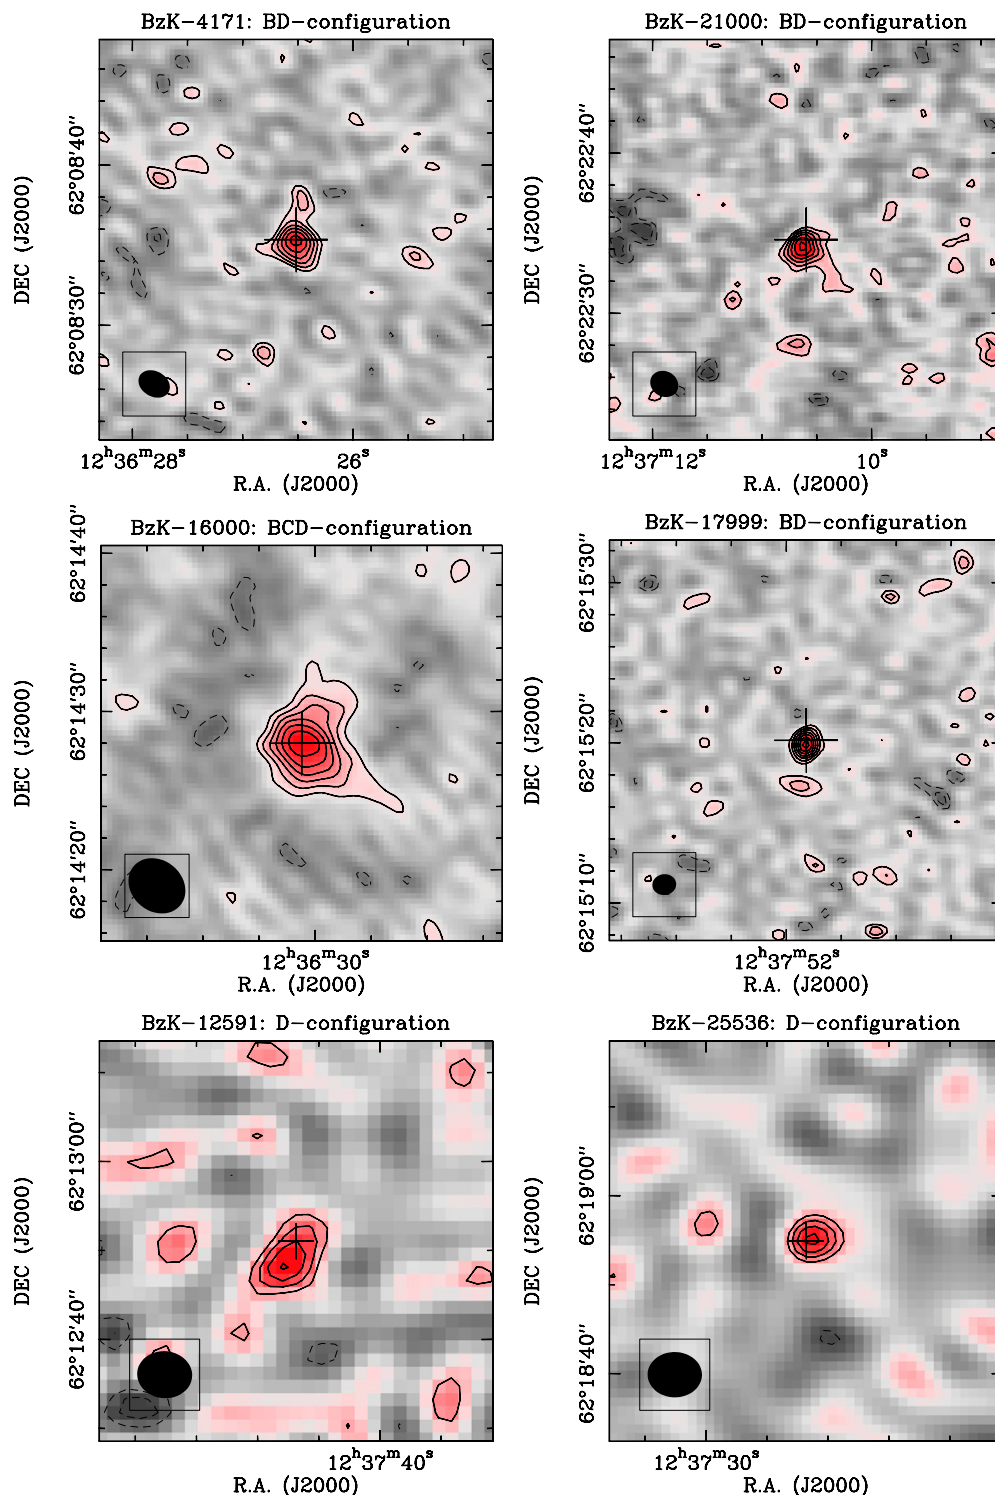 BzK-4171: BD-configuration
DEC (J2000)
62°08'40"
62°08'30"
12ʰ36ᵐ28ˢ 26ˢ
R.A. (J2000)
BzK-21000: BD-configuration
DEC (J2000)
62°22'40"
62°22'30"
12ʰ37ᵐ12ˢ 10ˢ
R.A. (J2000)
BzK-16000: BCD-configuration
DEC (J2000)
62°14'40"
62°14'30"
62°14'20"
12ʰ36ᵐ30ˢ
R.A. (J2000)
BzK-17999: BD-configuration
DEC (J2000)
62°15'30"
62°15'20"
62°15'10"
12ʰ37ᵐ52ˢ
R.A. (J2000)
BzK-12591: D-configuration
DEC (J2000)
62°13'00"
62°12'40"
12ʰ37ᵐ40ˢ
R.A. (J2000)
BzK-25536: D-configuration
DEC (J2000)
62°19'00"
62°18'40"
12ʰ37ᵐ30ˢ
R.A. (J2000)